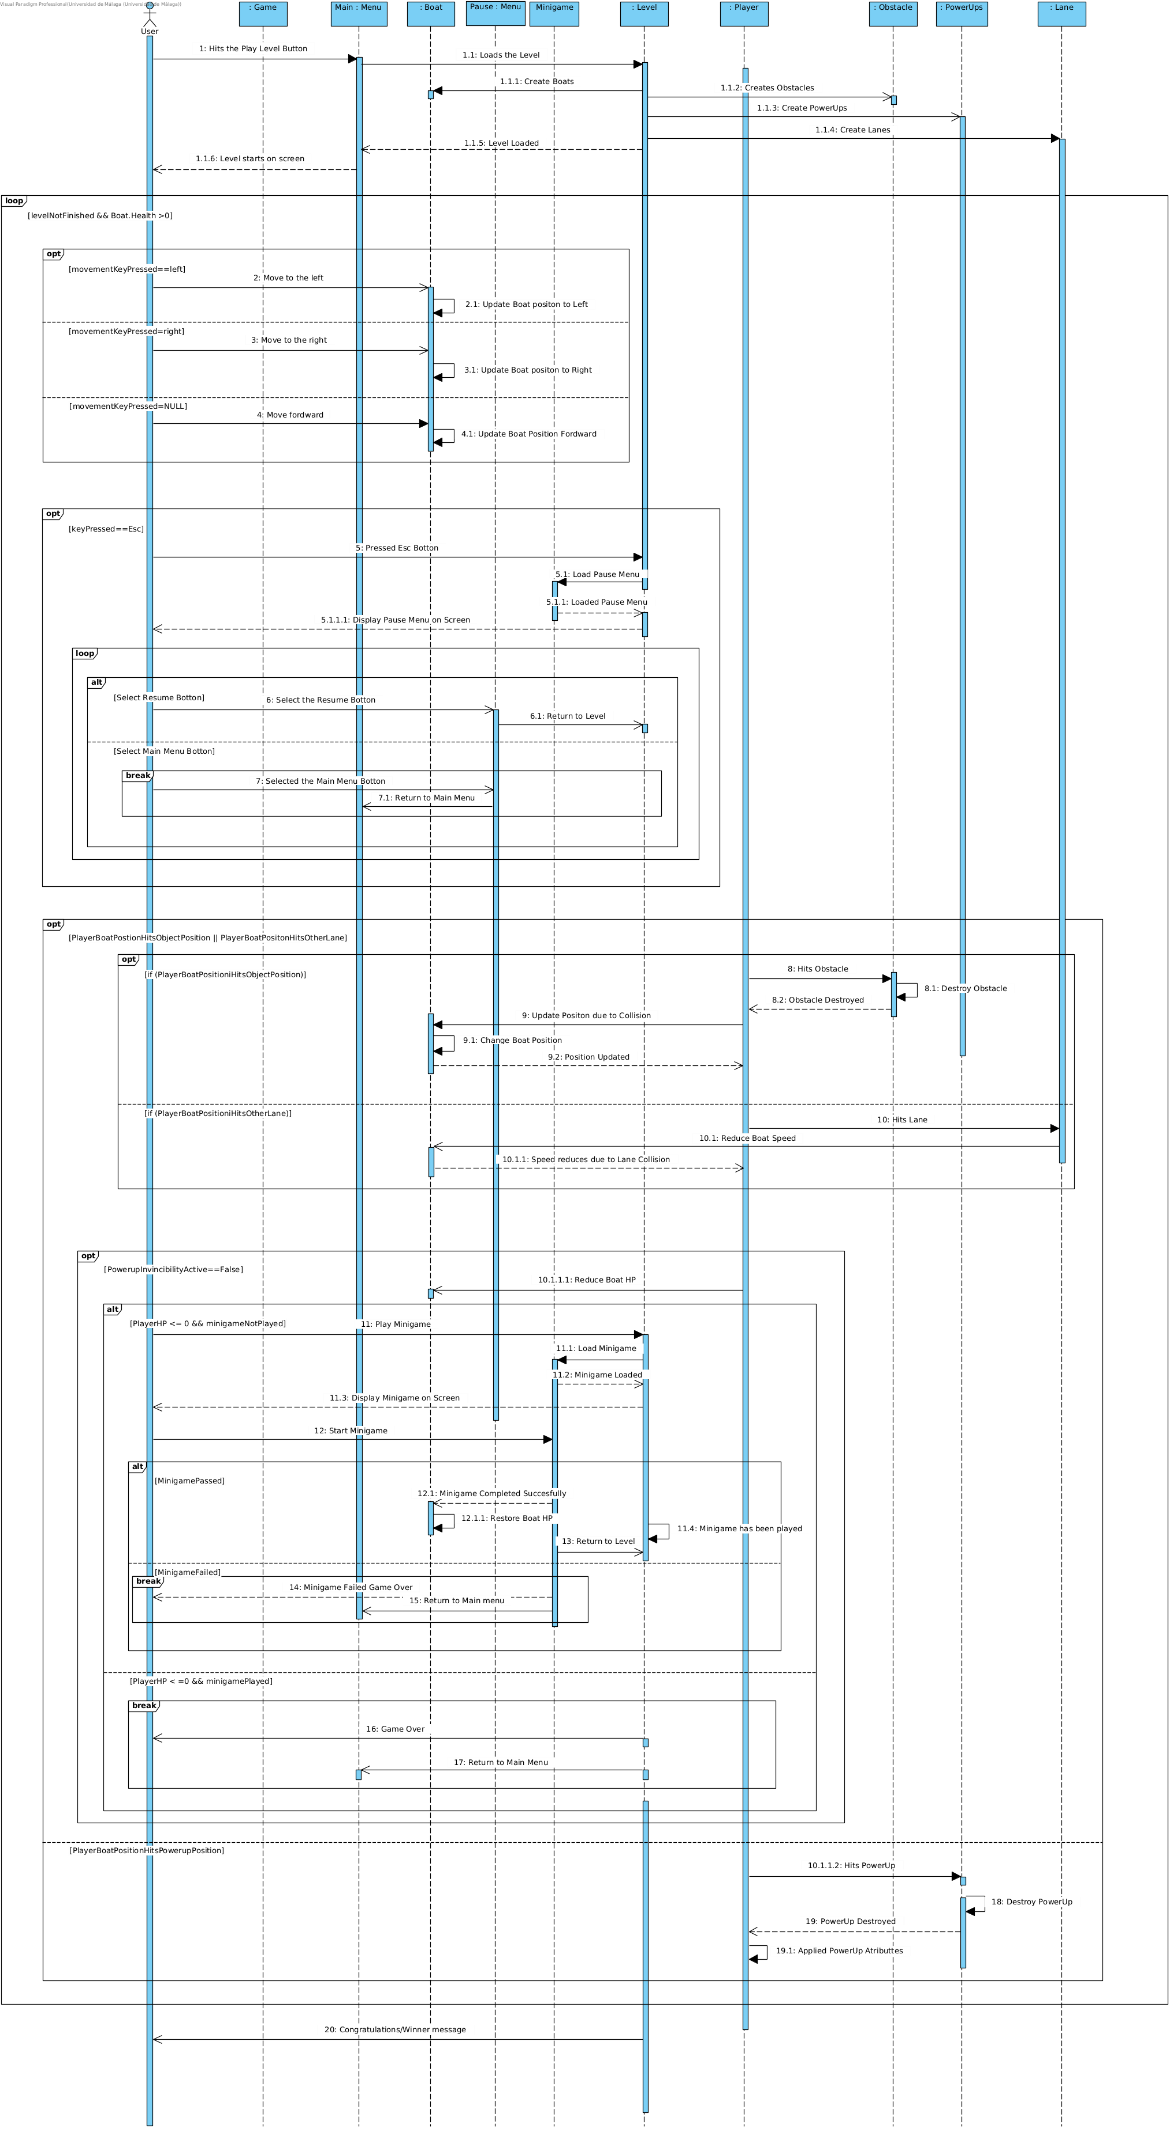 Visual Paradigm Professional(Universidad de Málaga (Universidad de Málaga))
: Game
Main : Menu
: Boat
Pause : Menu
Minigame
: Level
: Player
: Obstacle
: PowerUps
: Lane
User
1: Hits the Play Level Button
1.1: Loads the Level
1.1.1: Create Boats
1.1.2: Creates Obstacles
1.1.3: Create PowerUps
1.1.4: Create Lanes
1.1.5: Level Loaded
1.1.6: Level starts on screen
loop
[levelNotFinished && Boat.Health >0]
opt
[movementKeyPressed==left]
2: Move to the left
2.1: Update Boat positon to Left
[movementKeyPressed=right]
3: Move to the right
3.1: Update Boat positon to Right
[movementKeyPressed=NULL]
4: Move fordward
4.1: Update Boat Position Fordward
opt
[keyPressed==Esc]
5: Pressed Esc Botton
5.1: Load Pause Menu
5.1.1: Loaded Pause Menu
5.1.1.1: Display Pause Menu on Screen
loop
alt
[Select Resume Botton]
6: Select the Resume Botton
6.1: Return to Level
[Select Main Menu Botton]
break
7: Selected the Main Menu Botton
7.1: Return to Main Menu
opt
[PlayerBoatPostionHitsObjectPosition || PlayerBoatPositonHitsOtherLane]
opt
[if (PlayerBoatPositioniHitsObjectPosition)]
8: Hits Obstacle
8.1: Destroy Obstacle
8.2: Obstacle Destroyed
9: Update Positon due to Collision
9.1: Change Boat Position
9.2: Position Updated
[if (PlayerBoatPositioniHitsOtherLane)]
10: Hits Lane
10.1: Reduce Boat Speed
10.1.1: Speed reduces due to Lane Collision
opt
[PowerupInvincibilityActive==False]
10.1.1.1: Reduce Boat HP
alt
[PlayerHP <= 0 && minigameNotPlayed]
11: Play Minigame
11.1: Load Minigame
11.2: Minigame Loaded
11.3: Display Minigame on Screen
12: Start Minigame
alt
[MinigamePassed]
12.1: Minigame Completed Succesfully
12.1.1: Restore Boat HP
11.4: Minigame has been played
13: Return to Level
[MinigameFailed]
break
14: Minigame Failed Game Over
15: Return to Main menu
[PlayerHP < =0 && minigamePlayed]
break
16: Game Over
17: Return to Main Menu
[PlayerBoatPositionHitsPowerupPosition]
10.1.1.2: Hits PowerUp
18: Destroy PowerUp
19: PowerUp Destroyed
19.1: Applied PowerUp Atributtes
20: Congratulations/Winner message